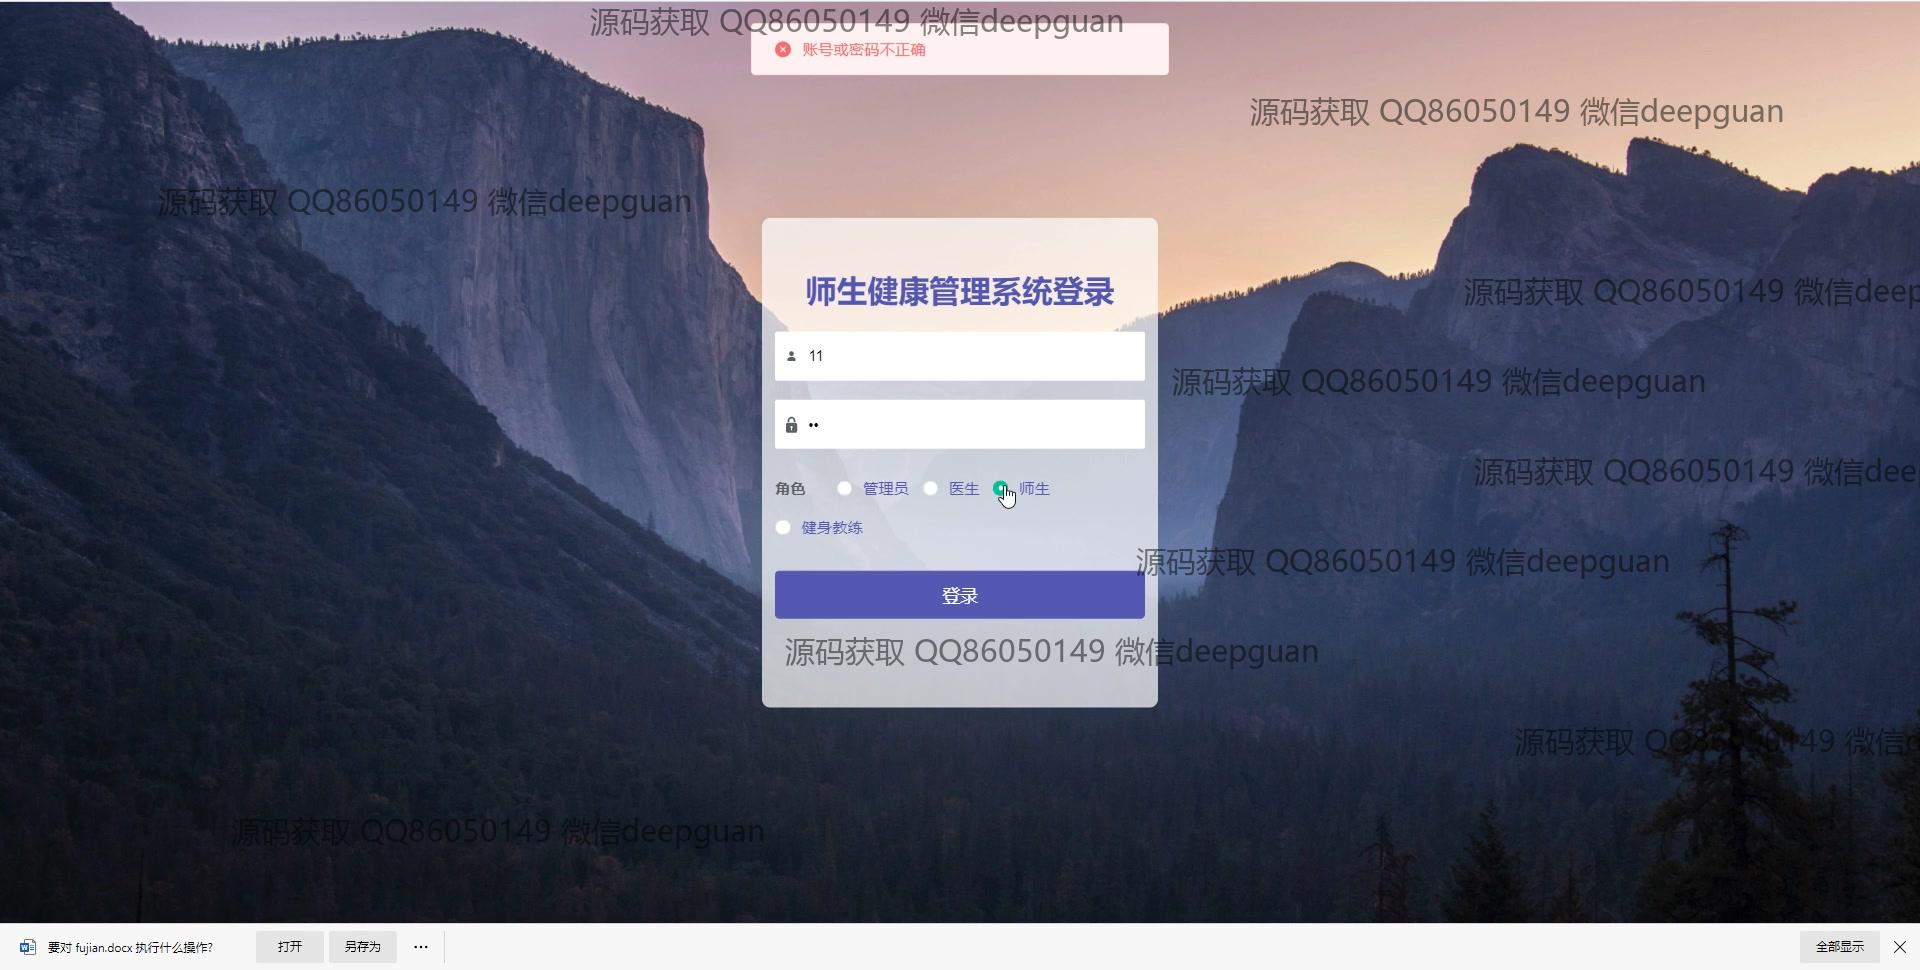 源码获取 QQ86050149 微信deepguan
账号或密码不正确
源码获取 QQ86050149 微信deepguan
源码获取 QQ86050149 微信deepguan
师生健康管理系统登录
源码获取 QQ86050149 微信deep
11
源码获取 QQ86050149 微信deepguan
••
源码获取 QQ86050149 微信dee
角色 管理员 医生 师生
健身教练
源码获取 QQ86050149 微信deepguan
登录
源码获取 QQ86050149 微信deepguan
源码获取 QQ86050149 微信d
源码获取 QQ86050149 微信deepguan
要对 fujian.docx 执行什么操作? 打开 另存为 ··· 全部显示